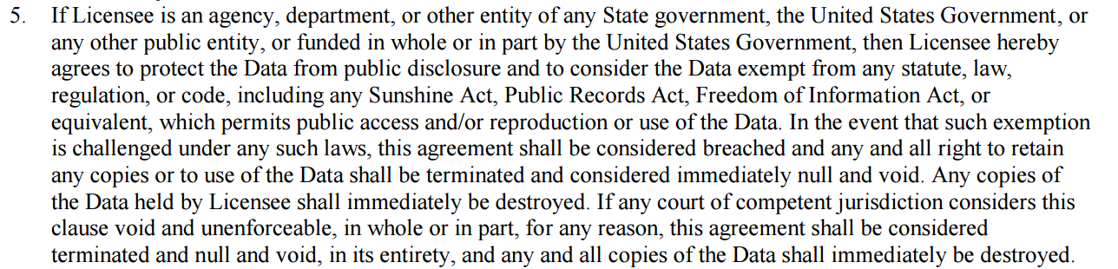 5. If Licensee is an agency, department, or other entity of any State government, the United States Government, or
any other public entity, or funded in whole or in part by the United States Government, then Licensee hereby
agrees to protect the Data from public disclosure and to consider the Data exempt from any statute, law,
regulation, or code, including any Sunshine Act, Public Records Act, Freedom of Information Act, or
equivalent, which permits public access and/or reproduction or use of the Data. In the event that such exemption
is challenged under any such laws, this agreement shall be considered breached and any and all right to retain
any copies or to use of the Data shall be terminated and considered immediately null and void. Any copies of
the Data held by Licensee shall immediately be destroyed. If any court of competent jurisdiction considers this
clause void and unenforceable, in whole or in part, for any reason, this agreement shall be considered
terminated and null and void, in its entirety, and any and all copies of the Data shall immediately be destroyed.